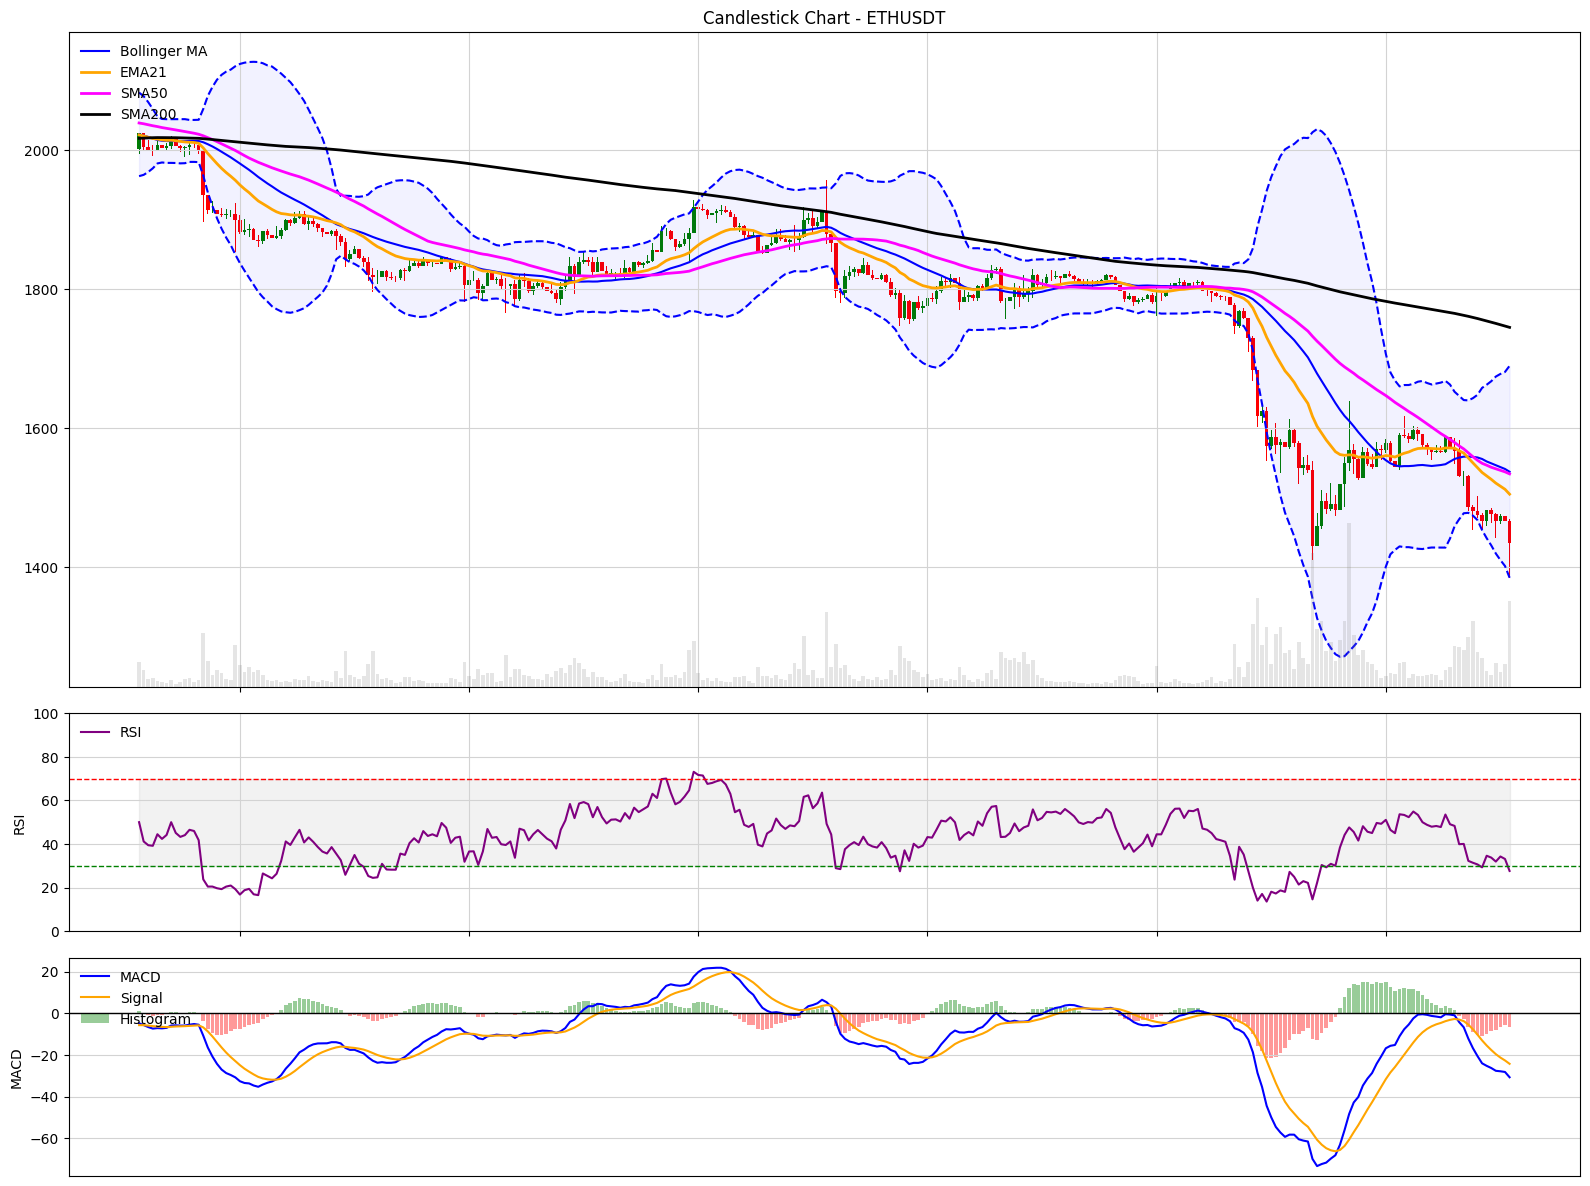 Candlestick Chart - ETHUSDT
Bollinger MA
EMA21
SMA50
SMA200
2000
1800
1600
1400
100
80
60
40
20
0
RSI
RSI
20
0
−20
−40
−60
MACD
MACD
Signal
Histogram